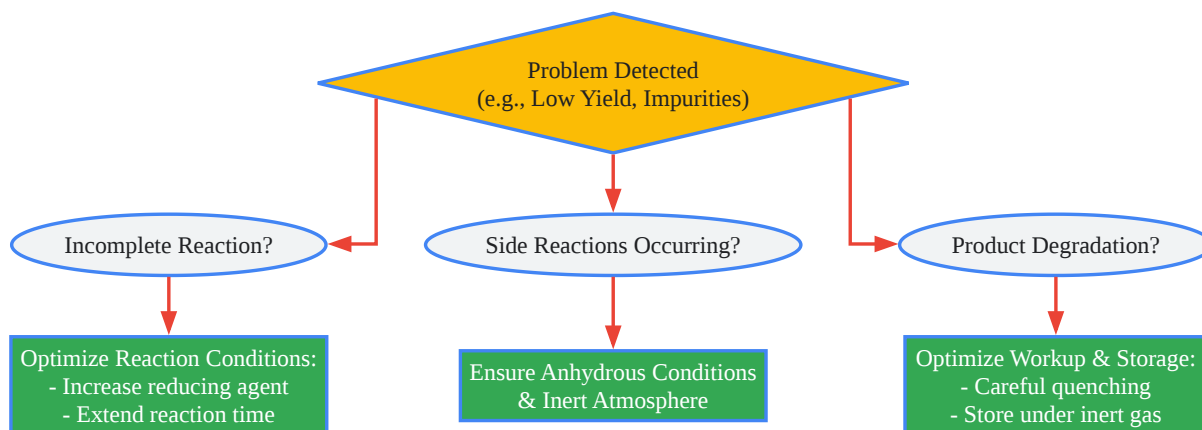 Problem Detected
(e.g., Low Yield, Impurities)
Incomplete Reaction?
Side Reactions Occurring?
Product Degradation?
Optimize Reaction Conditions:
- Increase reducing agent
- Extend reaction time
Ensure Anhydrous Conditions
& Inert Atmosphere
Optimize Workup & Storage:
- Careful quenching
- Store under inert gas